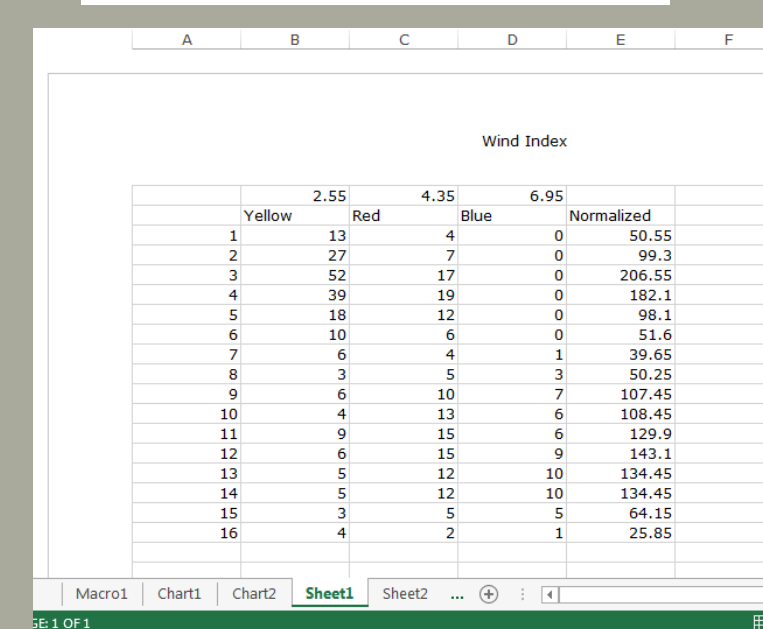 A B C D E F
Wind Index
2.55 4.35 6.95
Yellow Red Blue Normalized
1 13 4 0 50.55
2 27 7 0 99.3
3 52 17 0 206.55
4 39 19 0 182.1
5 18 12 0 98.1
6 10 6 0 51.6
7 6 4 1 39.65
8 3 5 3 50.25
9 6 10 7 107.45
10 4 13 6 108.45
11 9 15 6 129.9
12 6 15 9 143.1
13 5 12 10 134.45
14 5 12 10 134.45
15 3 5 5 64.15
16 4 2 1 25.85
Macro1 Chart1 Chart2 Sheet1 Sheet2 ...
GE: 1 OF 1